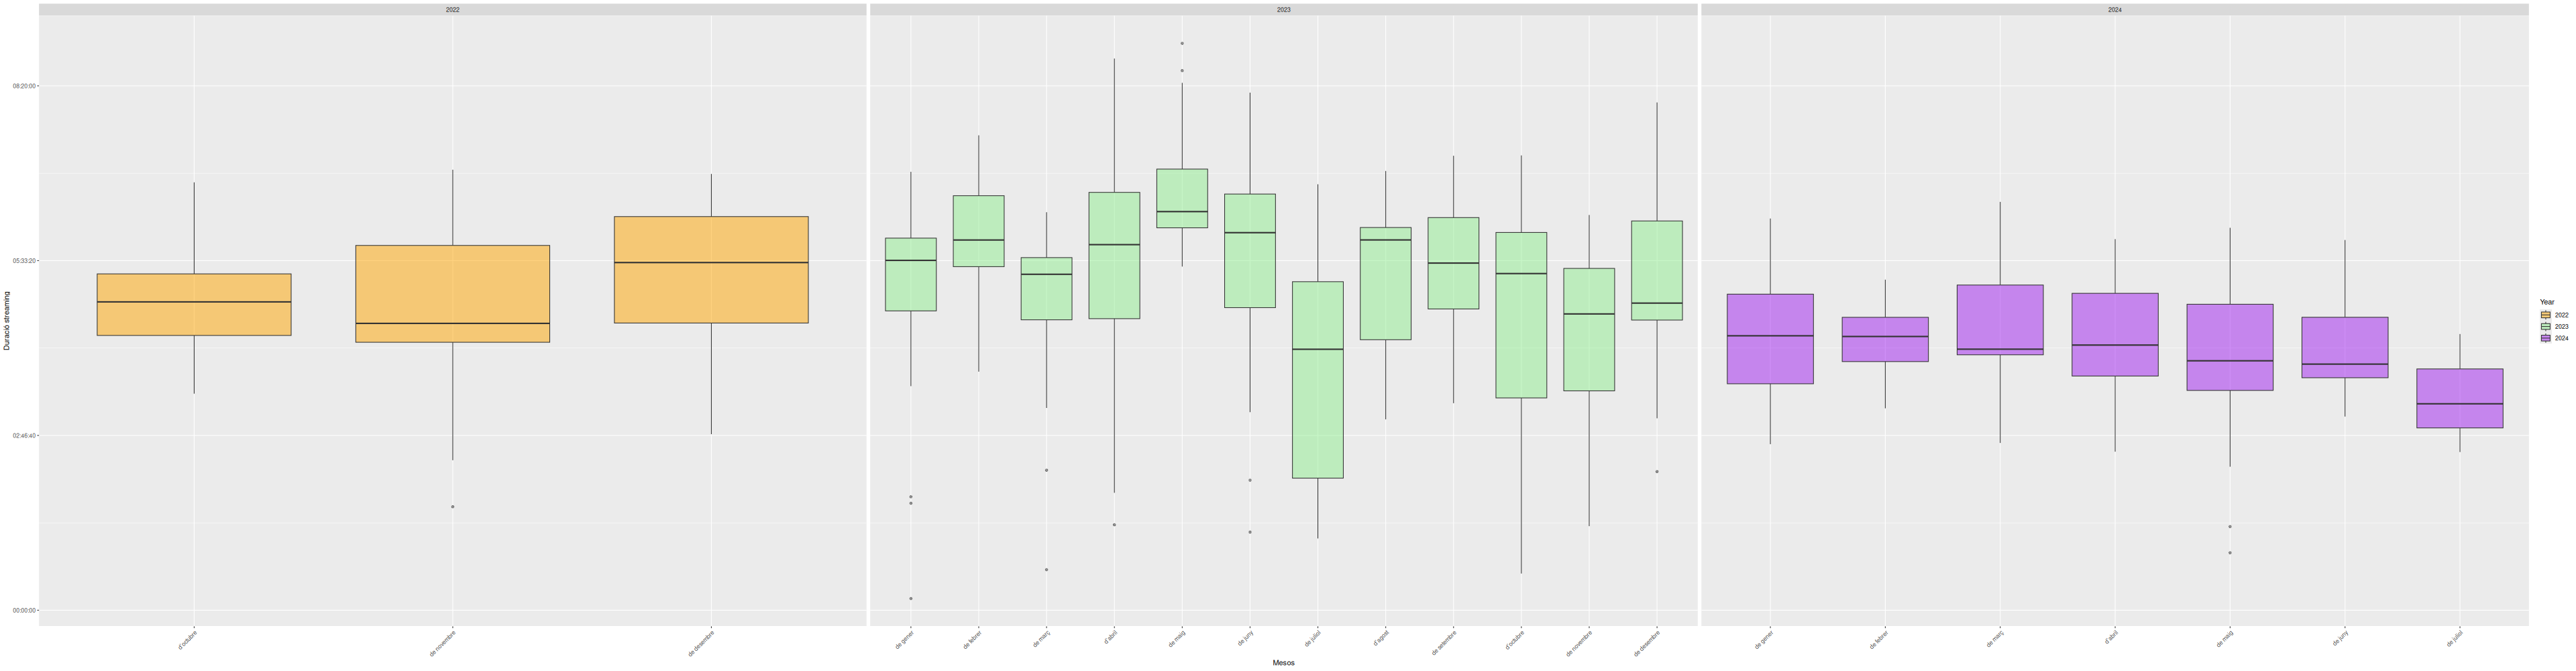 2022
2023
2024
08:20:00
05:33:20
02:46:40
00:00:00
Duració streaming
d'octubre
de novembre
de desembre
de gener
de febrer
de març
d'abril
de maig
de juny
de juliol
d'agost
de setembre
d'octubre
de novembre
de desembre
de gener
de febrer
de març
d'abril
de maig
de juny
de juliol
Mesos
Year
2022
2023
2024